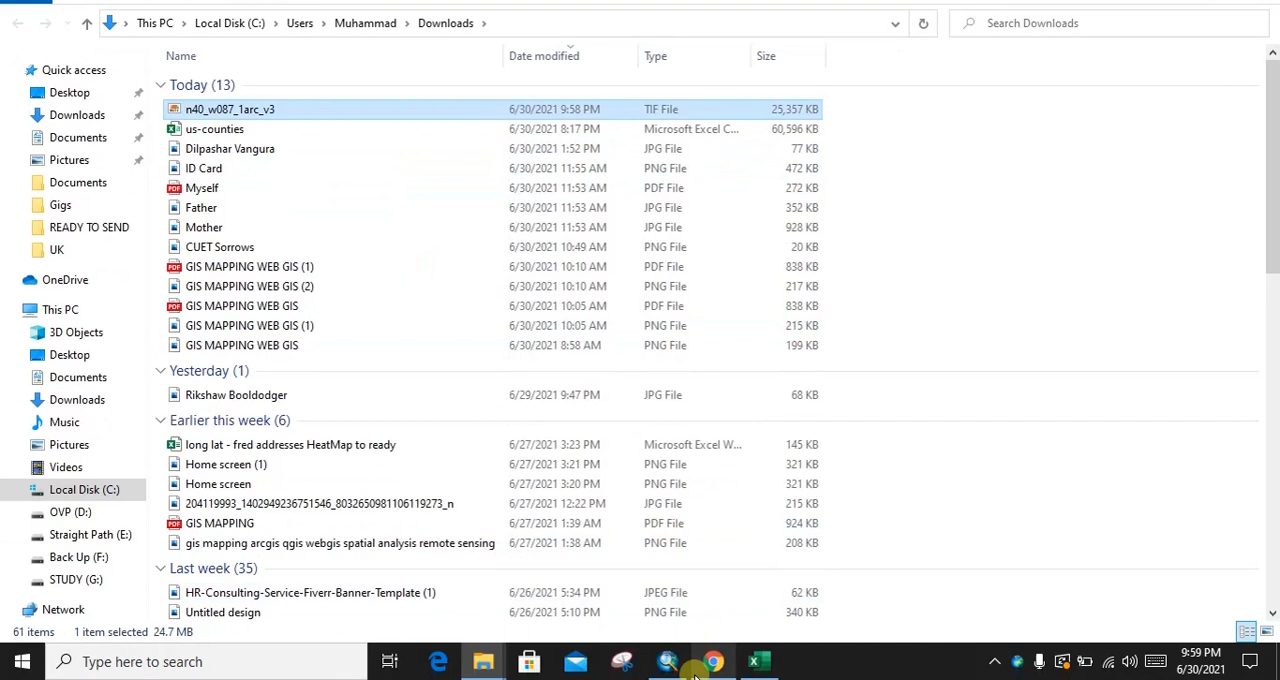 This PC > Local Disk (C:) > Users > Muhammad > Downloads >
Search Downloads
Name Date modified Type Size
Quick access
Desktop
Downloads
Documents
Pictures
Documents
Gigs
READY TO SEND
UK
OneDrive
This PC
3D Objects
Desktop
Documents
Downloads
Music
Pictures
Videos
Local Disk (C:)
OVP (D:)
Straight Path (E:)
Back Up (F:)
STUDY (G:)
Network
Today (13)
n40_w087_1arc_v3 6/30/2021 9:58 PM TIF File 25,357 KB
us-counties 6/30/2021 8:17 PM Microsoft Excel C... 60,596 KB
Dilpashar Vangura 6/30/2021 1:52 PM JPG File 77 KB
ID Card 6/30/2021 11:55 AM PNG File 472 KB
Myself 6/30/2021 11:53 AM PDF File 272 KB
Father 6/30/2021 11:53 AM JPG File 352 KB
Mother 6/30/2021 11:53 AM JPG File 928 KB
CUET Sorrows 6/30/2021 10:49 AM PNG File 20 KB
GIS MAPPING WEB GIS (1) 6/30/2021 10:10 AM PDF File 838 KB
GIS MAPPING WEB GIS (2) 6/30/2021 10:10 AM PNG File 217 KB
GIS MAPPING WEB GIS 6/30/2021 10:05 AM PDF File 838 KB
GIS MAPPING WEB GIS (1) 6/30/2021 10:05 AM PNG File 215 KB
GIS MAPPING WEB GIS 6/30/2021 8:58 AM PNG File 199 KB
Yesterday (1)
Rikshaw Booldodger 6/29/2021 9:47 PM JPG File 68 KB
Earlier this week (6)
long lat - fred addresses HeatMap to ready 6/27/2021 3:23 PM Microsoft Excel W... 145 KB
Home screen (1) 6/27/2021 3:21 PM PNG File 321 KB
Home screen 6/27/2021 3:20 PM PNG File 321 KB
204119993_1402949236751546_8032650981106119273_n 6/27/2021 12:22 PM JPG File 215 KB
GIS MAPPING 6/27/2021 1:39 AM PDF File 924 KB
gis mapping arcgis qgis webgis spatial analysis remote sensing 6/27/2021 1:38 AM PNG File 208 KB
Last week (35)
HR-Consulting-Service-Fiverr-Banner-Template (1) 6/26/2021 5:34 PM JPEG File 62 KB
Untitled design 6/26/2021 5:10 PM PNG File 340 KB
61 items 1 item selected 24.7 MB
Type here to search
9:59 PM
6/30/2021